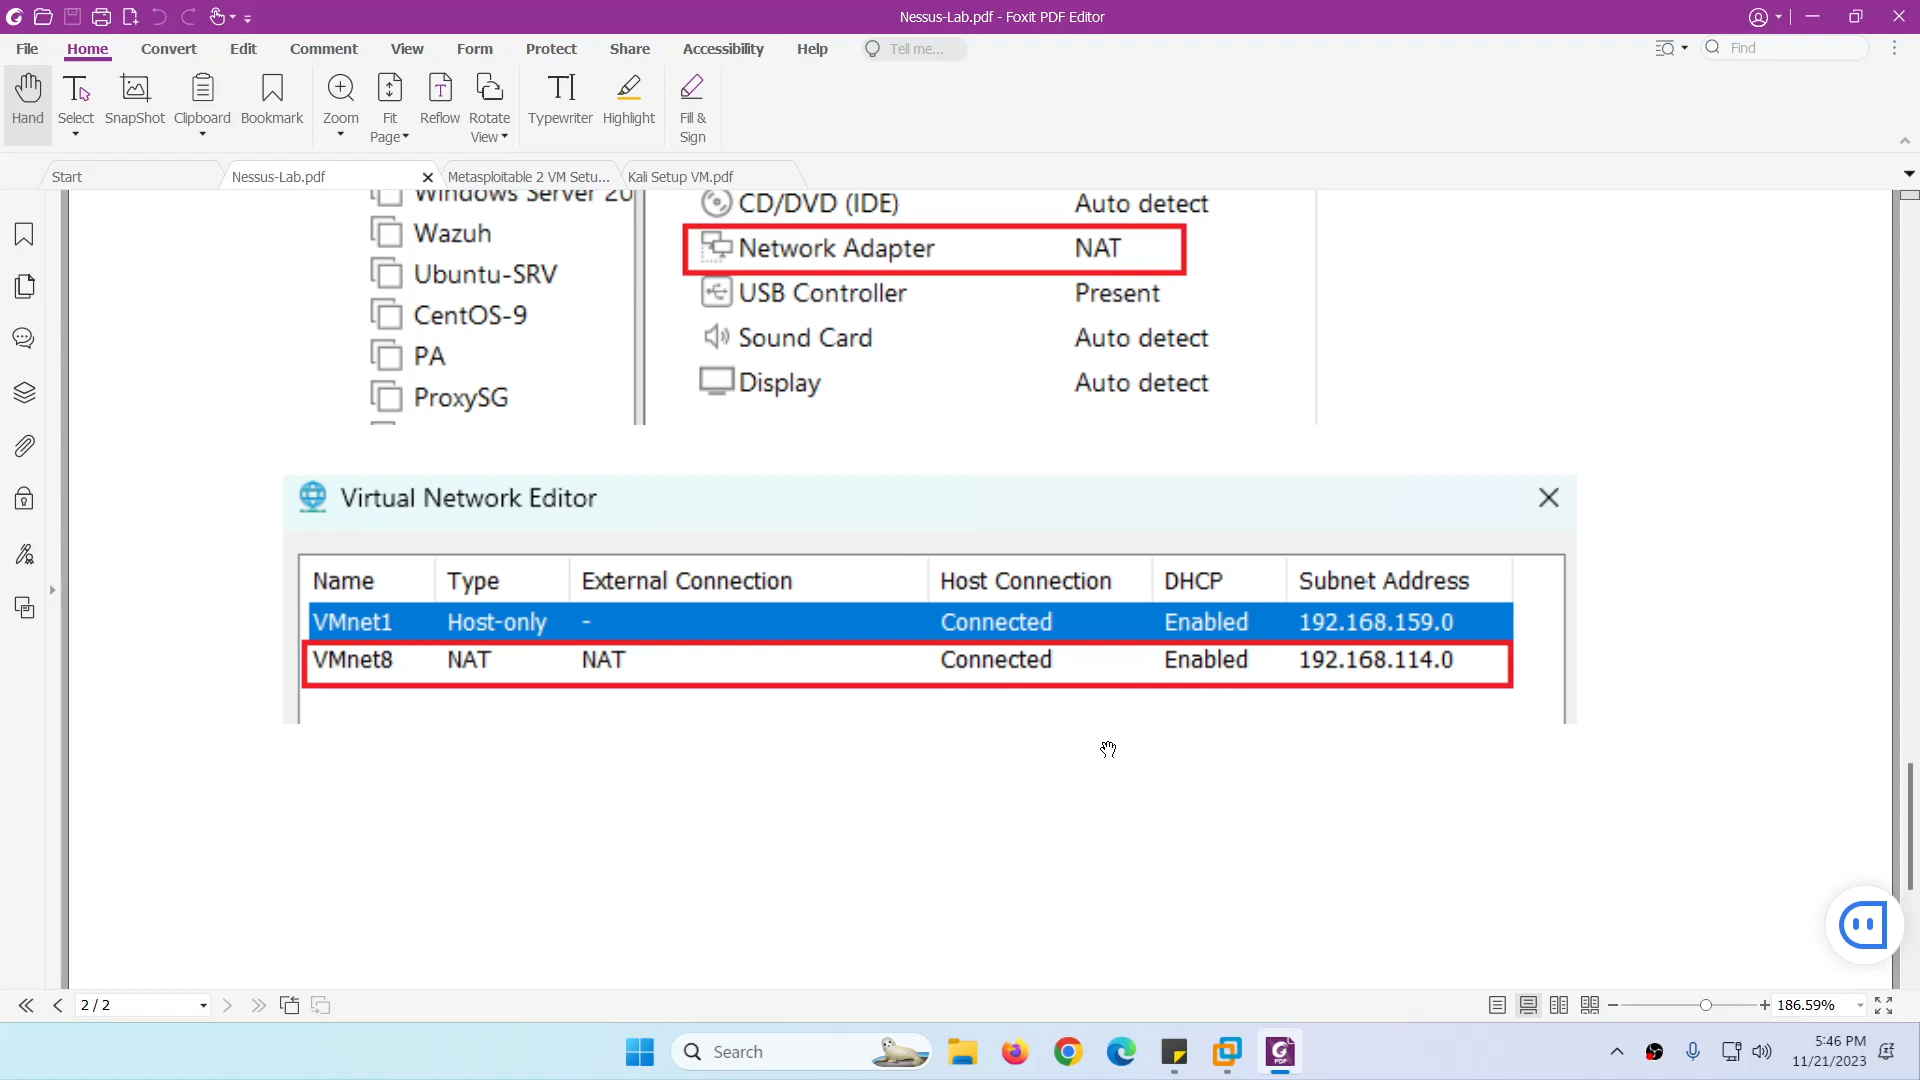 Nessus-Lab.pdf - Foxit PDF Editor
File Home Convert Edit Comment View Form Protect Share Accessibility Help Tell me... Find
Hand Select SnapShot Clipboard Bookmark Zoom Fit Page Reflow Rotate View Typewriter Highlight Fill & Sign
Start Nessus-Lab.pdf Metasploitable 2 VM Setu... Kali Setup VM.pdf
Windows Server 20
Wazuh
Ubuntu-SRV
CentOS-9
PA
ProxySG
CD/DVD (IDE) Auto detect
Network Adapter NAT
USB Controller Present
Sound Card Auto detect
Display Auto detect
Virtual Network Editor
Name Type External Connection Host Connection DHCP Subnet Address
VMnet1 Host-only - Connected Enabled 192.168.159.0
VMnet8 NAT NAT Connected Enabled 192.168.114.0
2 / 2 186.59%
Search
PDF
5:46 PM
11/21/2023